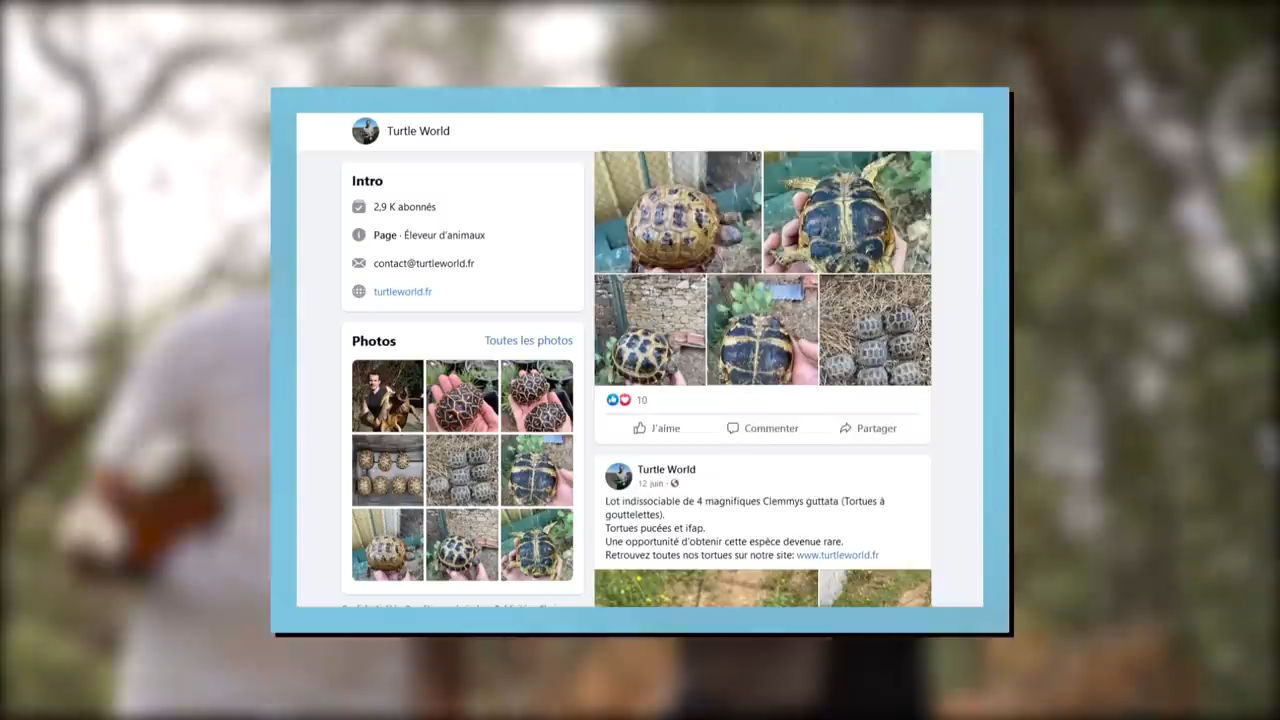 Turtle World
Intro
2,9 K abonnés
Page · Éleveur d'animaux
contact@turtleworld.fr
turtleworld.fr
Photos
Toutes les photos
10
J'aime
Commenter
Partager
Turtle World
12 juin ·
Lot indissociable de 4 magnifiques Clemmys guttata (Tortues à
gouttelettes).
Tortues pucées et ifap.
Une opportunité d'obtenir cette espèce devenue rare.
Retrouvez toutes nos tortues sur notre site: www.turtleworld.fr